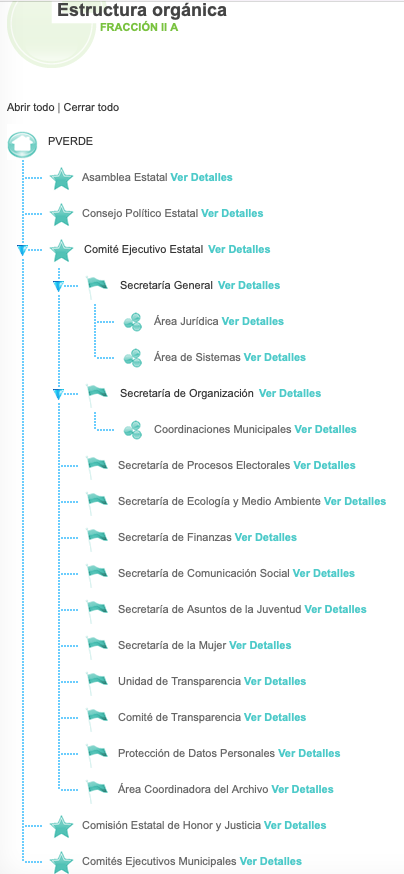 Estructura orgánica
FRACCIÓN II A
Abrir todo | Cerrar todo
PVERDE
Asamblea Estatal Ver Detalles
Consejo Político Estatal Ver Detalles
Comité Ejecutivo Estatal Ver Detalles
Secretaría General Ver Detalles
Área Jurídica Ver Detalles
Área de Sistemas Ver Detalles
Secretaría de Organización Ver Detalles
Coordinaciones Municipales Ver Detalles
Secretaría de Procesos Electorales Ver Detalles
Secretaría de Ecología y Medio Ambiente Ver Detalles
Secretaría de Finanzas Ver Detalles
Secretaría de Comunicación Social Ver Detalles
Secretaría de Asuntos de la Juventud Ver Detalles
Secretaría de la Mujer Ver Detalles
Unidad de Transparencia Ver Detalles
Comité de Transparencia Ver Detalles
Protección de Datos Personales Ver Detalles
Área Coordinadora del Archivo Ver Detalles
Comisión Estatal de Honor y Justicia Ver Detalles
Comités Ejecutivos Municipales Ver Detalles